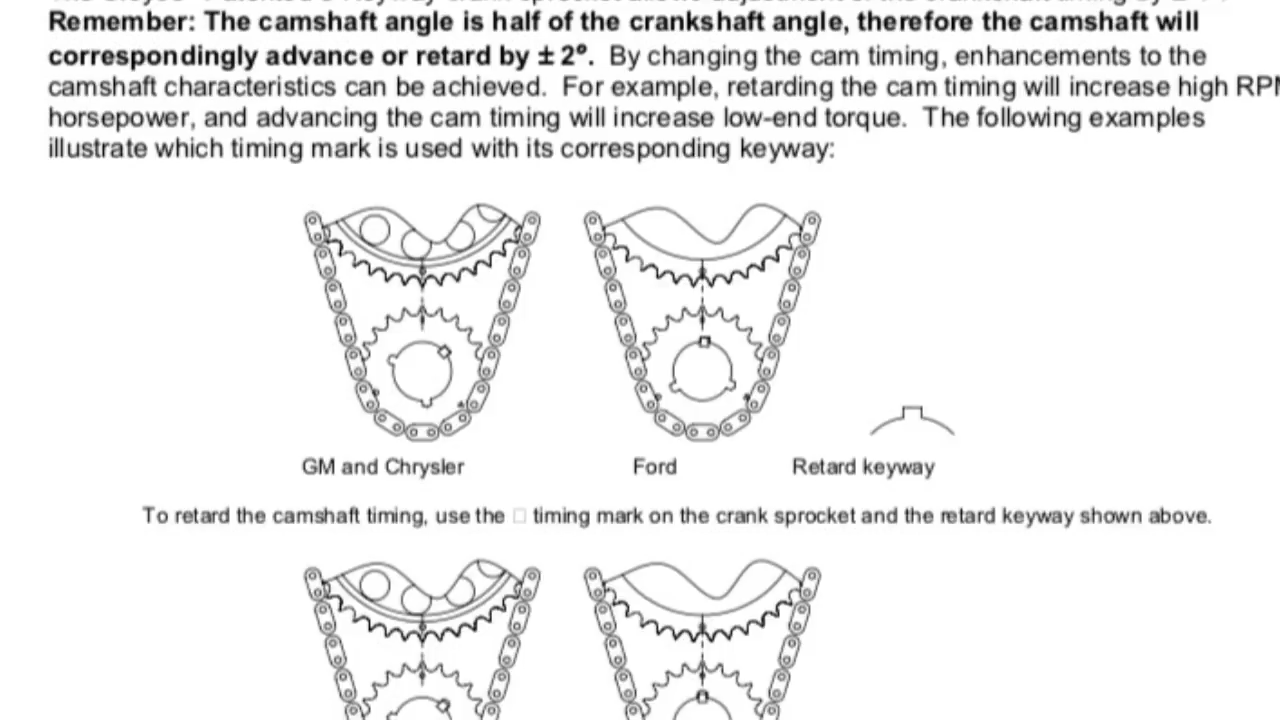 Remember: The camshaft angle is half of the crankshaft angle, therefore the camshaft will
correspondingly advance or retard by ± 2°. By changing the cam timing, enhancements to the
camshaft characteristics can be achieved. For example, retarding the cam timing will increase high RPM
horsepower, and advancing the cam timing will increase low-end torque. The following examples
illustrate which timing mark is used with its corresponding keyway:
GM and Chrysler Ford Retard keyway
To retard the camshaft timing, use the □ timing mark on the crank sprocket and the retard keyway shown above.